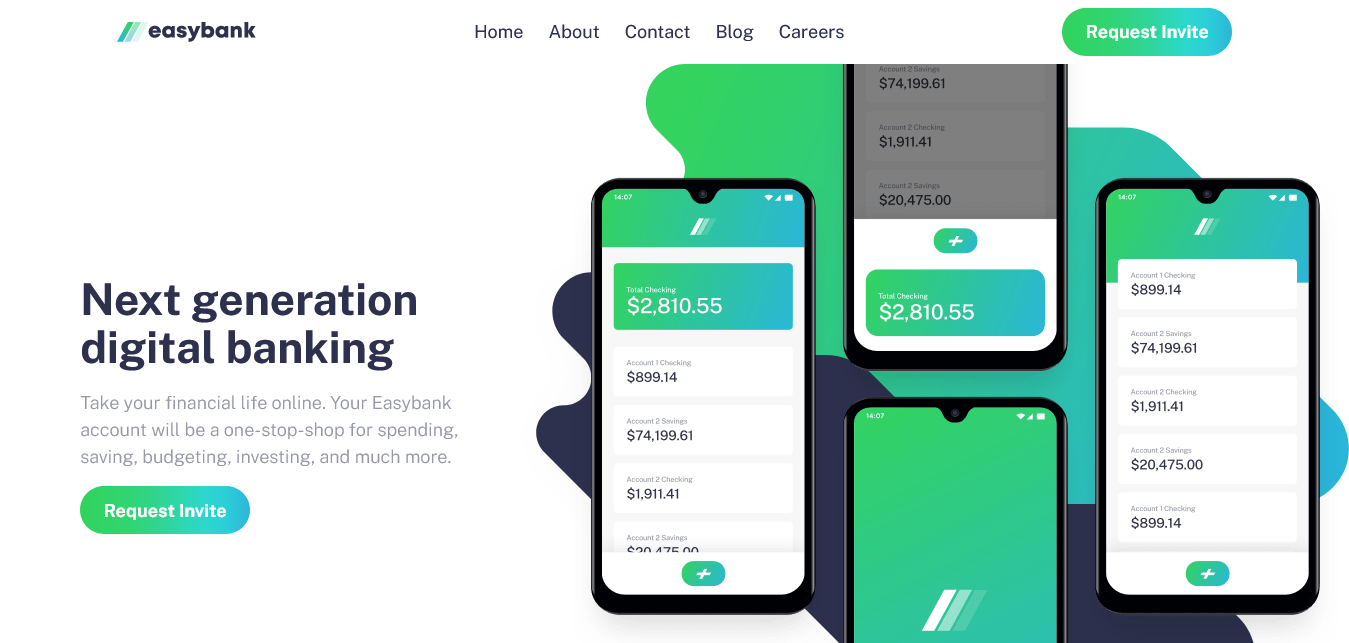 easybank
Home
About
Contact
Blog
Careers
Request Invite
Next generation
digital banking
Take your financial life online. Your Easybank
account will be a one-stop-shop for spending,
saving, budgeting, investing, and much more.
Request Invite
14:07
Total Checking
$2,810.55
Account 1 Checking
$899.14
Account 2 Savings
$74,199.61
Account 2 Checking
$1,911.41
Account 2 Savings
$20,475.00
Account 2 Savings
$74,199.61
Account 2 Checking
$1,911.41
Account 2 Savings
$20,475.00
Total Checking
$2,810.55
14:07
14:07
Account 1 Checking
$899.14
Account 2 Savings
$74,199.61
Account 2 Checking
$1,911.41
Account 2 Savings
$20,475.00
Account 1 Checking
$899.14